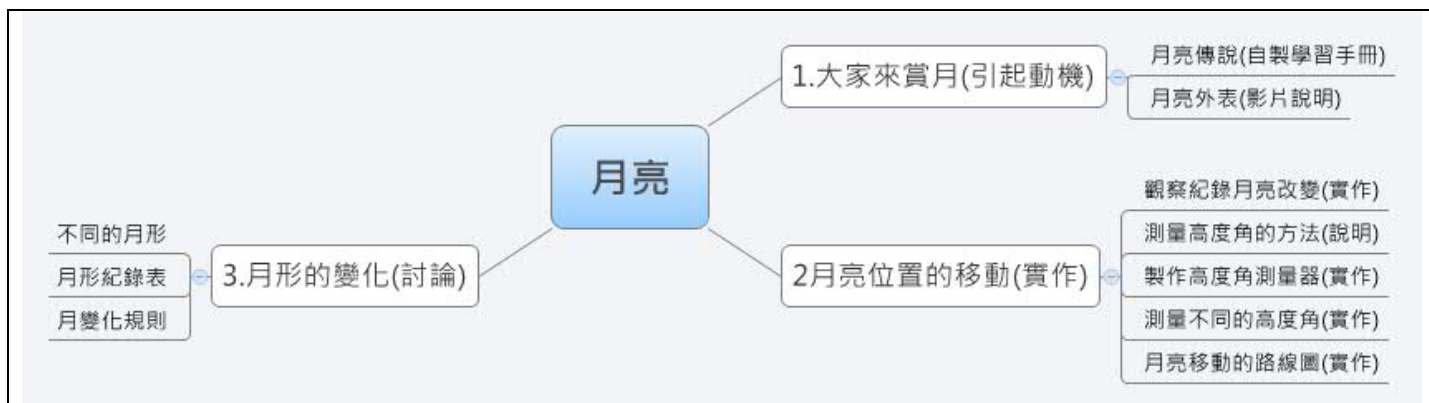 月亮
1.大家來賞月(引起動機)
月亮傳說(自製學習手冊)
月亮外表(影片說明)
2月亮位置的移動(實作)
觀察紀錄月亮改變(實作)
測量高度角的方法(說明)
製作高度角測量器(實作)
測量不同的高度角(實作)
月亮移動的路線圖(實作)
3.月形的變化(討論)
不同的月形
月形紀錄表
月變化規則